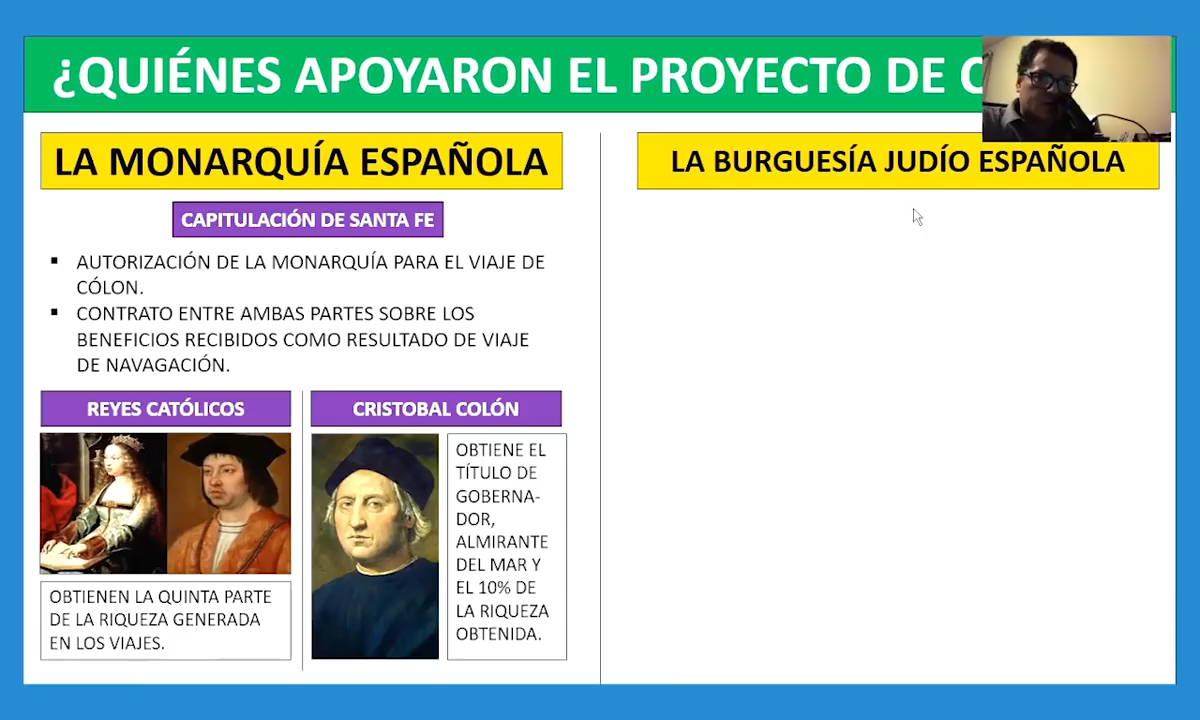 ¿QUIÉNES APOYARON EL PROYECTO DE
LA MONARQUÍA ESPAÑOLA
CAPITULACIÓN DE SANTA FE
▪ AUTORIZACIÓN DE LA MONARQUÍA PARA EL VIAJE DE
CÓLON.
▪ CONTRATO ENTRE AMBAS PARTES SOBRE LOS
BENEFICIOS RECIBIDOS COMO RESULTADO DE VIAJE
DE NAVAGACIÓN.
REYES CATÓLICOS
OBTIENEN LA QUINTA PARTE
DE LA RIQUEZA GENERADA
EN LOS VIAJES.
CRISTOBAL COLÓN
OBTIENE EL
TÍTULO DE
GOBERNA-
DOR,
ALMIRANTE
DEL MAR Y
EL 10% DE
LA RIQUEZA
OBTENIDA.
LA BURGUESÍA JUDÍO ESPAÑOLA